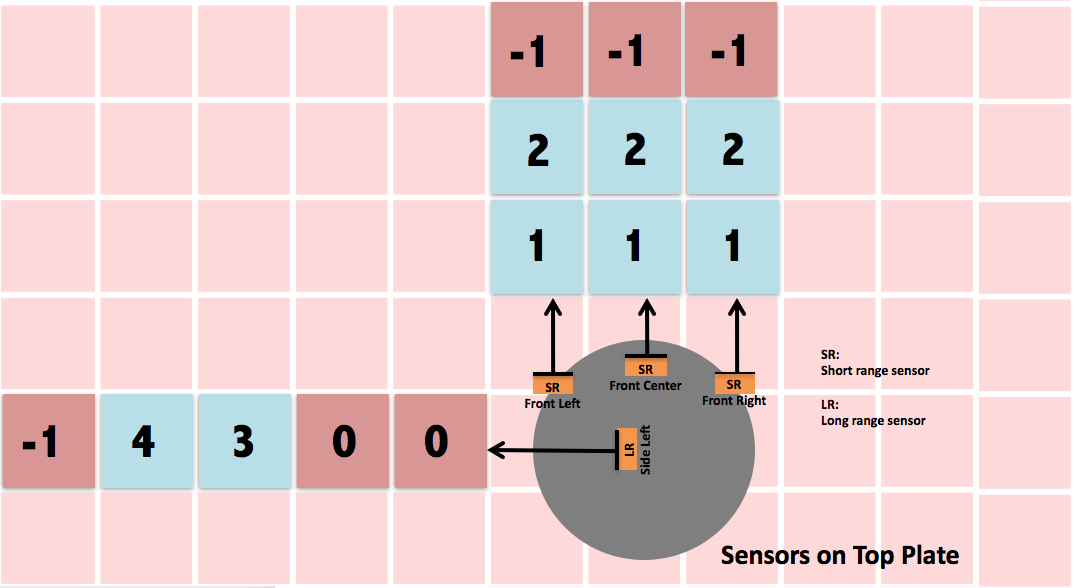 -1 -1 -1
2 2 2
1 1 1
SR
Front Center
SR
Front Left
SR
Front Right
SR:
Short range sensor
LR:
Long range sensor
-1 4 3 0 0
LR
Side Left
Sensors on Top Plate